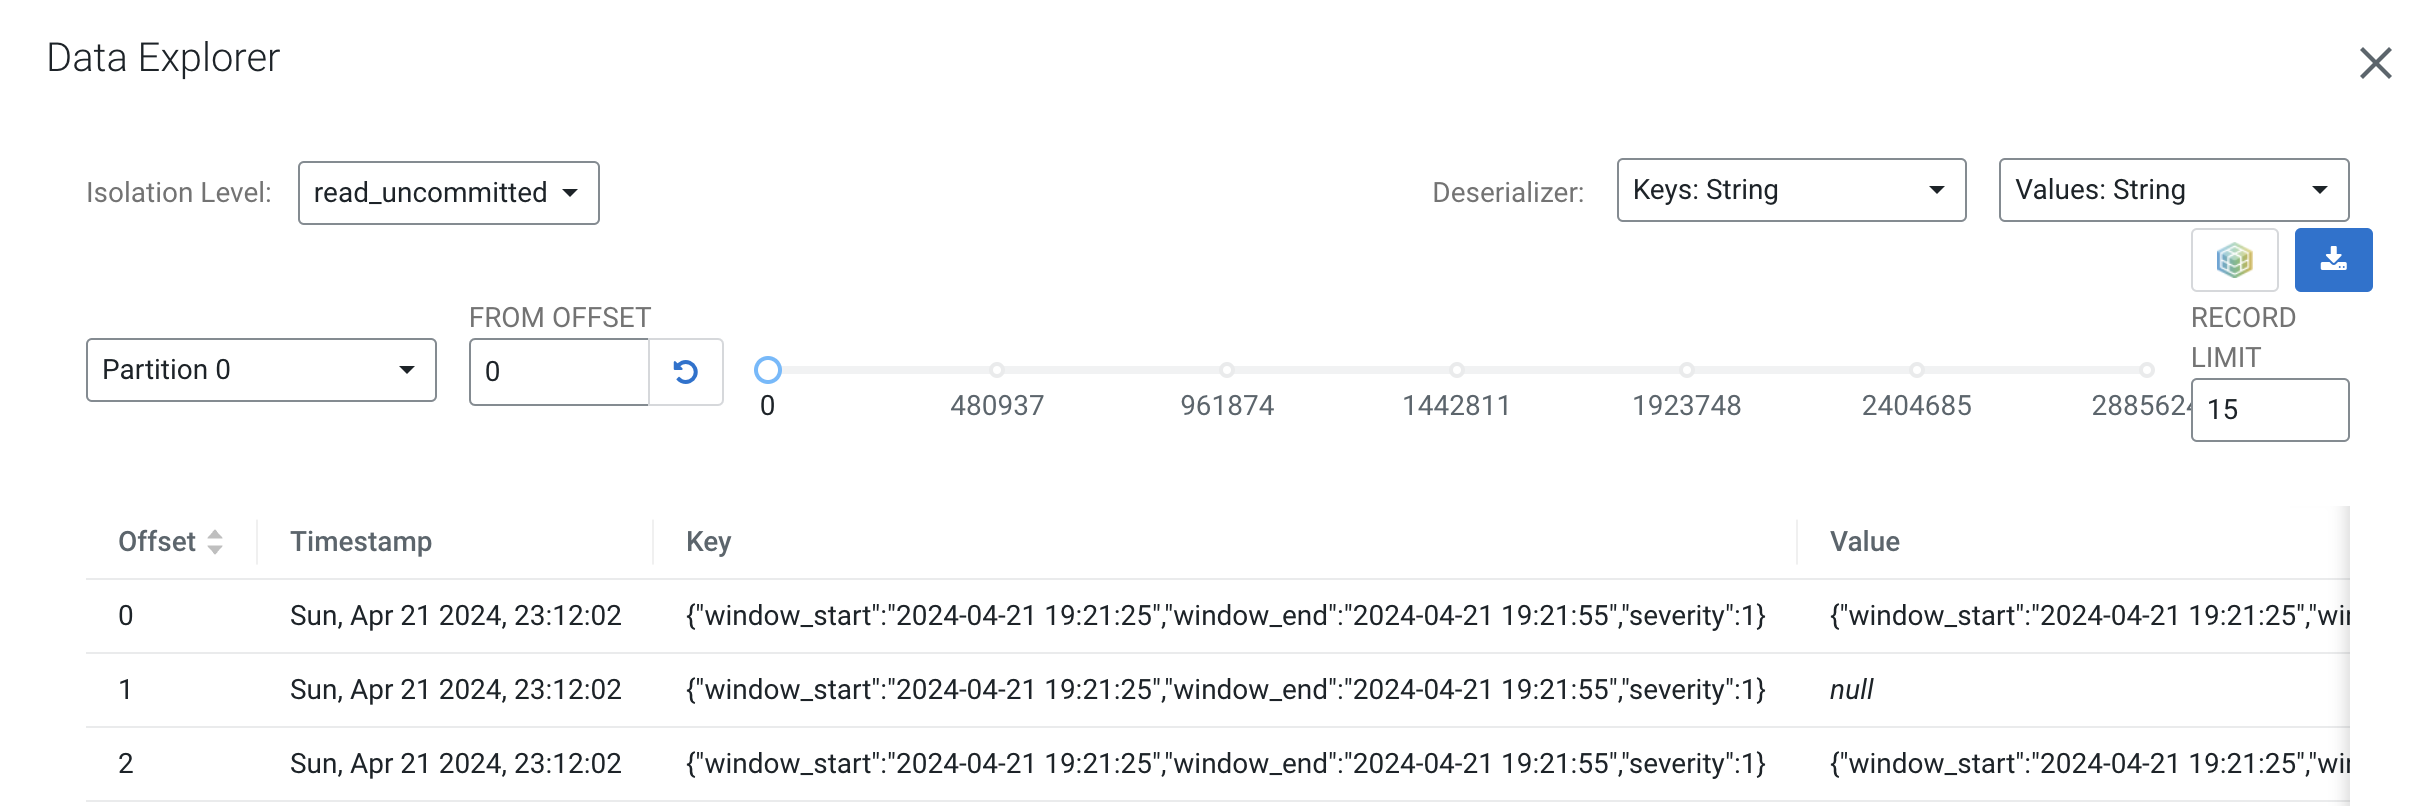 Data Explorer
Isolation Level: read_uncommitted Deserializer: Keys: String Values: String
FROM OFFSET RECORD LIMIT
Partition 0 0 15
0 480937 961874 1442811 1923748 2404685 288562
Offset Timestamp Key Value
0 Sun, Apr 21 2024, 23:12:02 {"window_start":"2024-04-21 19:21:25","window_end":"2024-04-21 19:21:55","severity":1} {"window_start":"2024-04-21 19:21:25","wi
1 Sun, Apr 21 2024, 23:12:02 {"window_start":"2024-04-21 19:21:25","window_end":"2024-04-21 19:21:55","severity":1} null
2 Sun, Apr 21 2024, 23:12:02 {"window_start":"2024-04-21 19:21:25","window_end":"2024-04-21 19:21:55","severity":1} {"window_start":"2024-04-21 19:21:25","wi